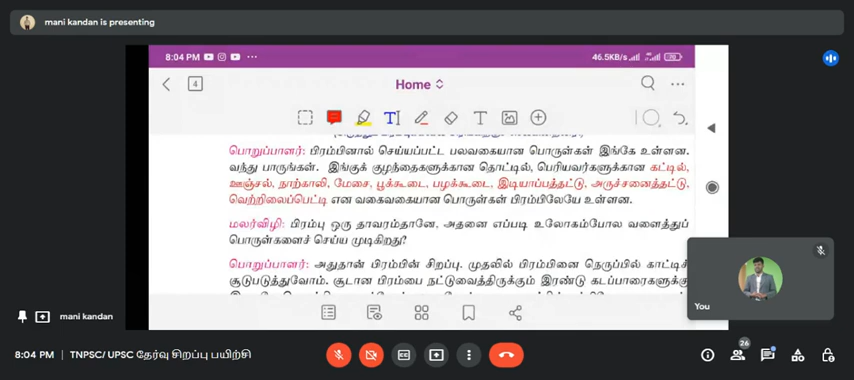 mani kandan is presenting
8:04 PM
46.5KB/s
4
Home
பொறுப்பாளர்: பிரம்பினால் செய்யப்பட்ட பலவகையான பொருள்கள் இங்கே உள்ளன.
வந்து பாருங்கள். இங்குக் குழந்தைகளுக்கான தொட்டில், பெரியவர்களுக்கான கட்டில்,
ஊஞ்சல், நாற்காலி, மேசை, பூக்கூடை, பழக்கூடை, இடியாப்பத்தட்டு, அருச்சனைத்தட்டு,
வெற்றிலைப்பெட்டி என வகைவகையான பொருள்கள் பிரம்பிலேயே உள்ளன.
மலர்விழி: பிரம்பு ஒரு தாவரம்தானே, அதனை எப்படி உலோகம்போல வளைத்துப்
பொருள்களைச் செய்ய முடிகிறது?
பொறுப்பாளர்: அதுதான் பிரம்பின் சிறப்பு. முதலில் பிரம்பினை நெருப்பில் காட்டிச்
சூடுபடுத்துவோம். சூடான பிரம்பை நட்டுவைத்திருக்கும் இரண்டு கடப்பாரைகளுக்கு
You
mani kandan
8:04 PM | TNPSC/ UPSC தேர்வு சிறப்பு பயிற்சி
26